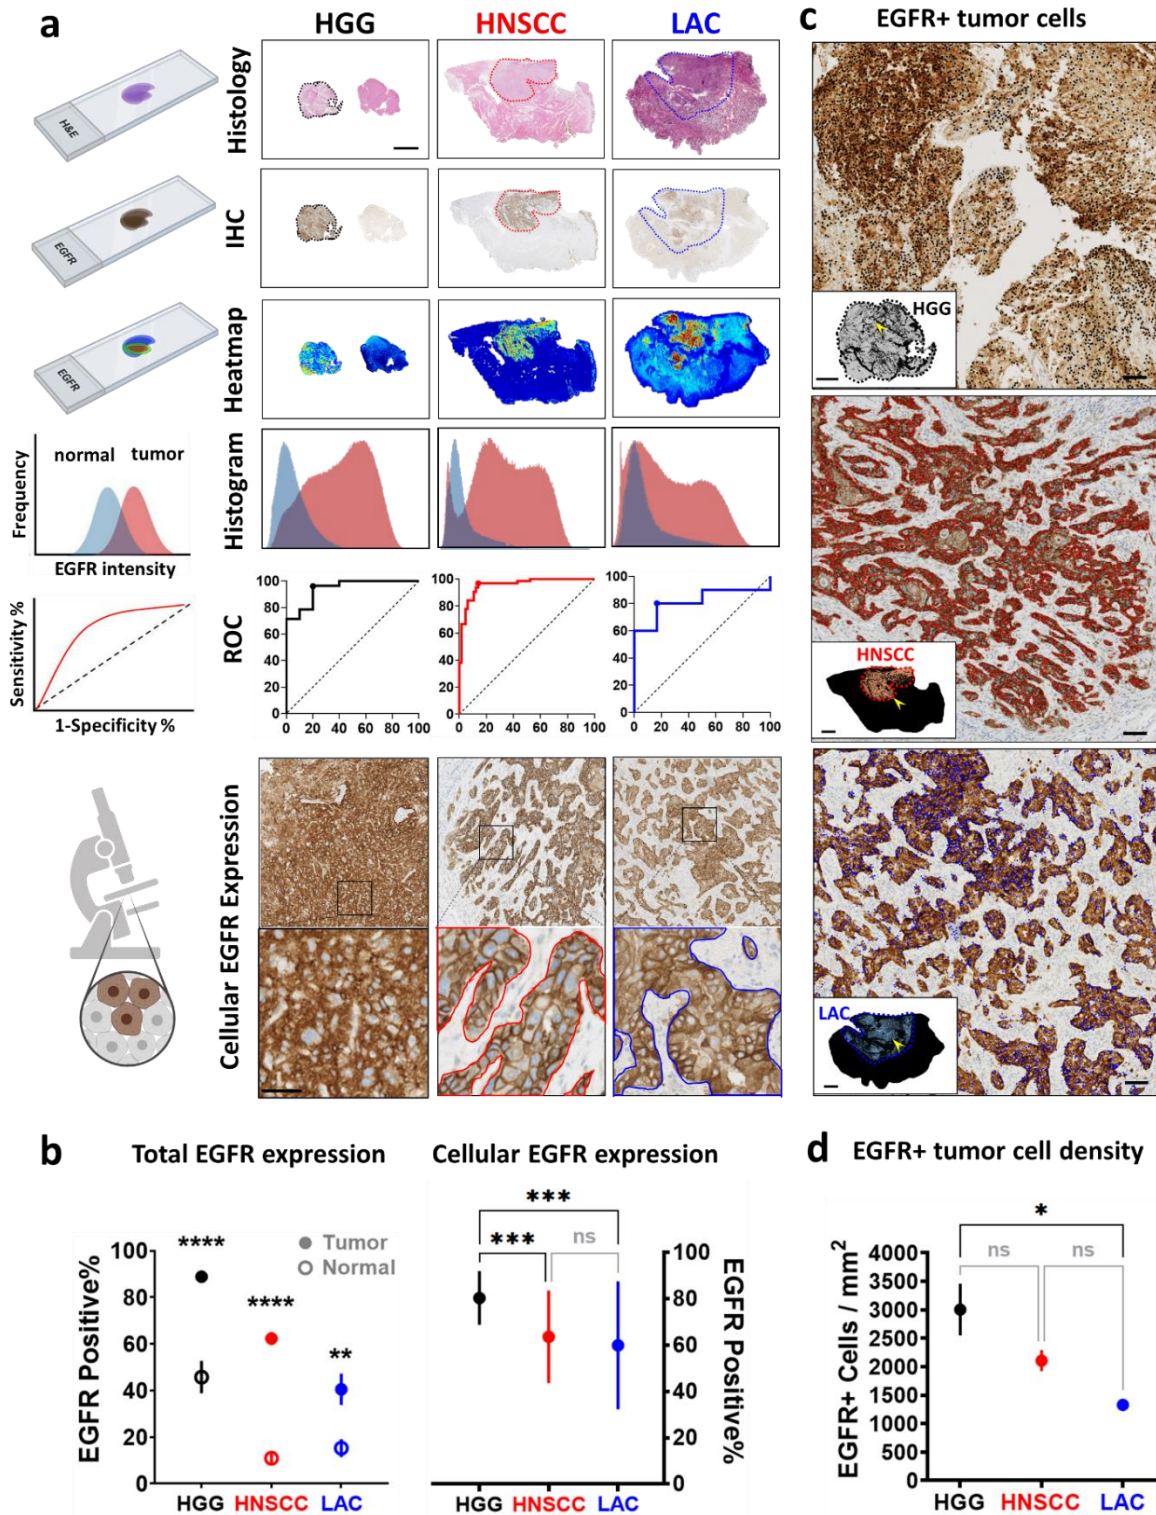 a
HGG
HNSCC
LAC
c
EGFR+ tumor cells
H&E
Histology
EGFR
IHC
EGFR
Heatmap
HGG
Frequency
normal
tumor
EGFR intensity
Histogram
HNSCC
Sensitivity %
1-Specificity %
ROC
100
80
60
40
20
0
0 20 40 60 80 100
100
80
60
40
20
0
0 20 40 60 80 100
100
80
60
40
20
0
0 20 40 60 80 100
Cellular EGFR Expression
LAC
b
Total EGFR expression
EGFR Positive%
100
80
60
40
20
0
****
****
**
Tumor
Normal
HGG
HNSCC
LAC
Cellular EGFR expression
***
***
ns
100
80
60
40
20
0
EGFR Positive%
HGG
HNSCC
LAC
d
EGFR+ tumor cell density
*
ns
ns
EGFR+ Cells / mm²
4000
3500
3000
2500
2000
1500
1000
500
0
HGG
HNSCC
LAC